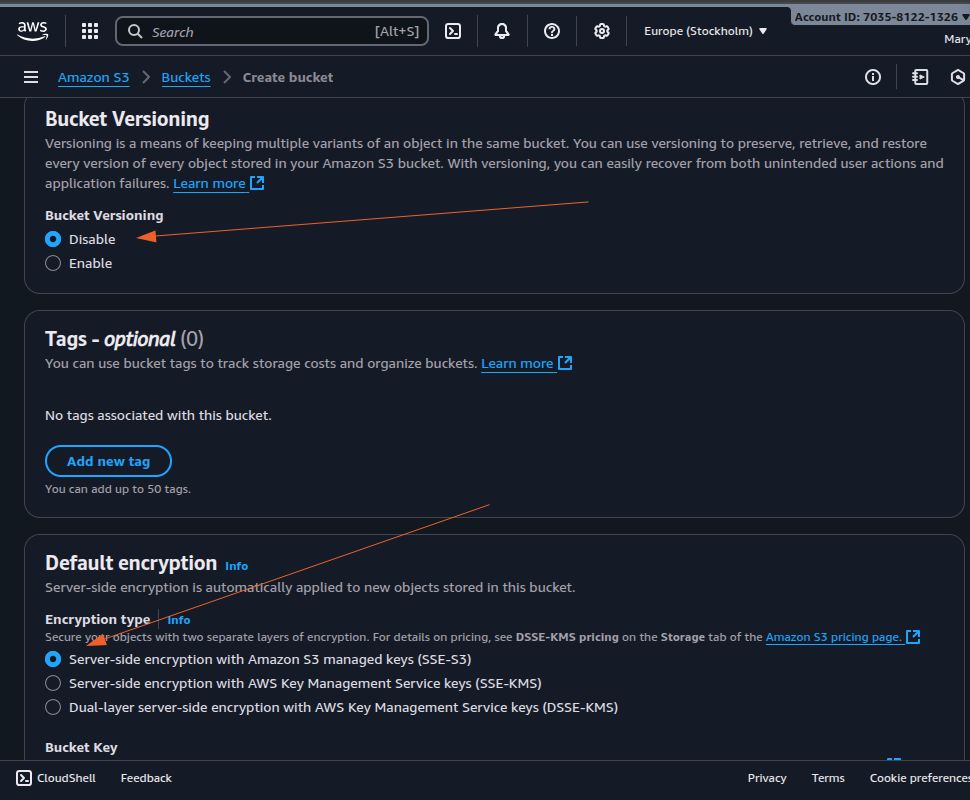 aws
Search
[Alt+S]
Europe (Stockholm)
Account ID: 7035-8122-1326
Mary
Amazon S3
Buckets
Create bucket
Bucket Versioning
Versioning is a means of keeping multiple variants of an object in the same bucket. You can use versioning to preserve, retrieve, and restore
every version of every object stored in your Amazon S3 bucket. With versioning, you can easily recover from both unintended user actions and
application failures. Learn more
Bucket Versioning
Disable
Enable
Tags - optional (0)
You can use bucket tags to track storage costs and organize buckets. Learn more
No tags associated with this bucket.
Add new tag
You can add up to 50 tags.
Default encryption Info
Server-side encryption is automatically applied to new objects stored in this bucket.
Encryption type Info
Secure your objects with two separate layers of encryption. For details on pricing, see DSSE-KMS pricing on the Storage tab of the Amazon S3 pricing page.
Server-side encryption with Amazon S3 managed keys (SSE-S3)
Server-side encryption with AWS Key Management Service keys (SSE-KMS)
Dual-layer server-side encryption with AWS Key Management Service keys (DSSE-KMS)
Bucket Key
CloudShell
Feedback
Privacy
Terms
Cookie preferences